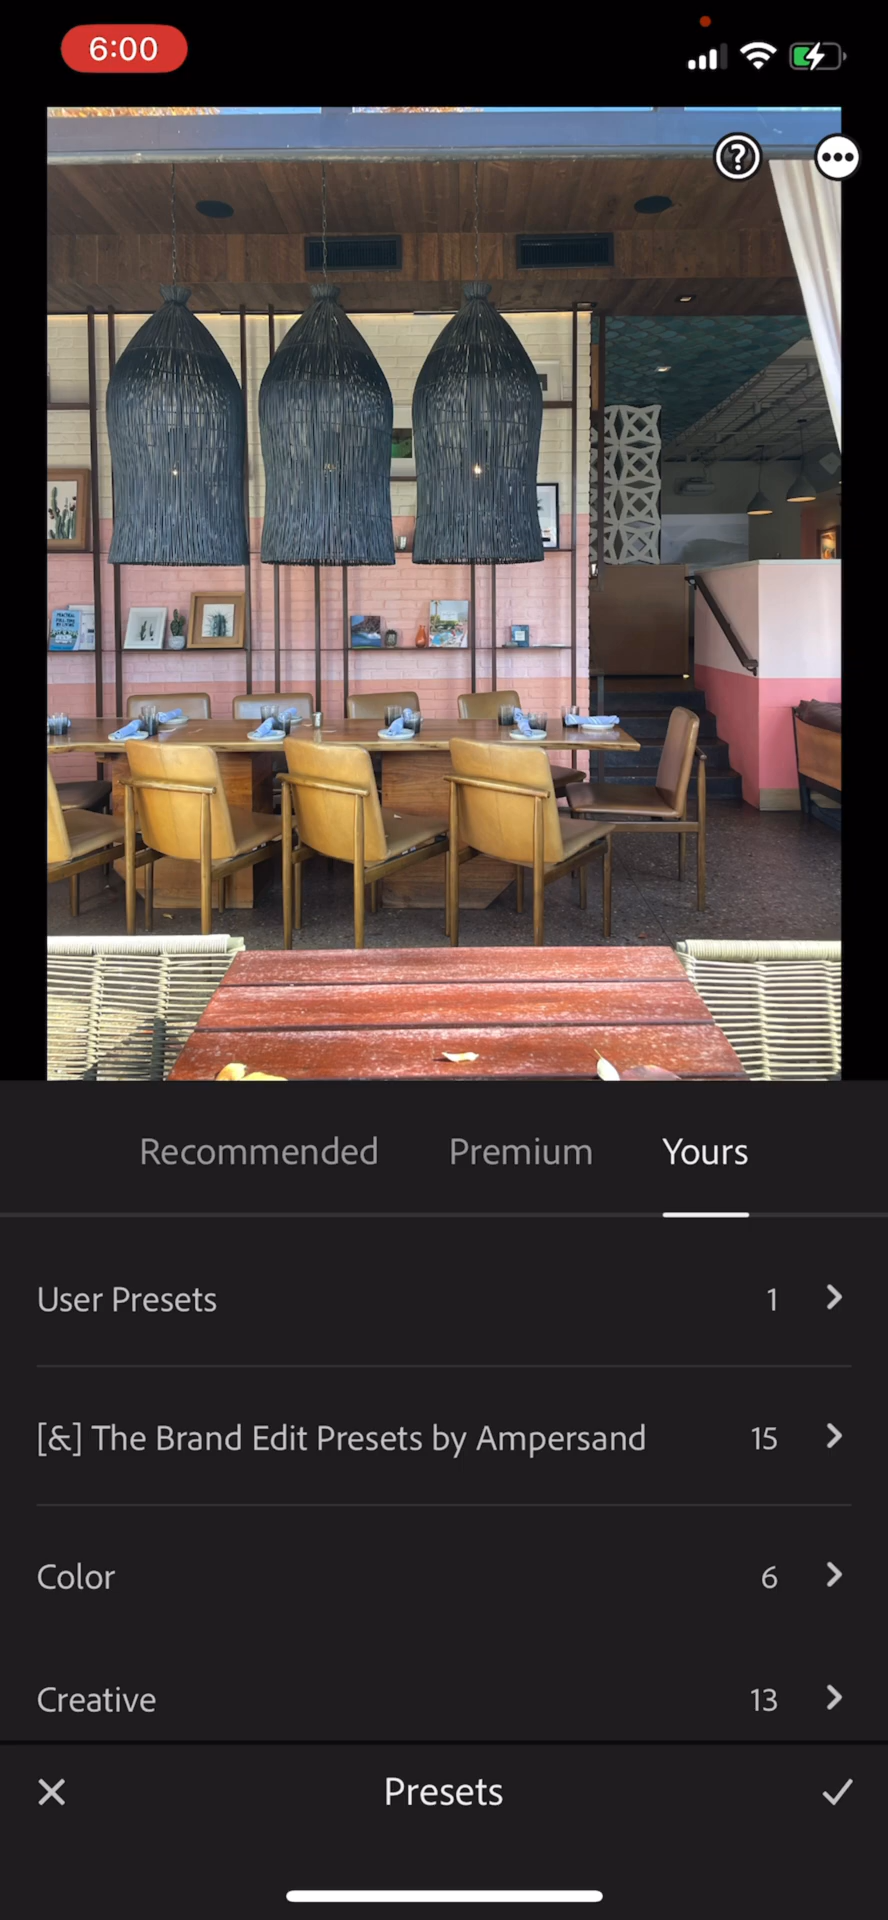 6:00
Recommended Premium Yours
User Presets 1
[&] The Brand Edit Presets by Ampersand 15
Color 6
Creative 13
Presets